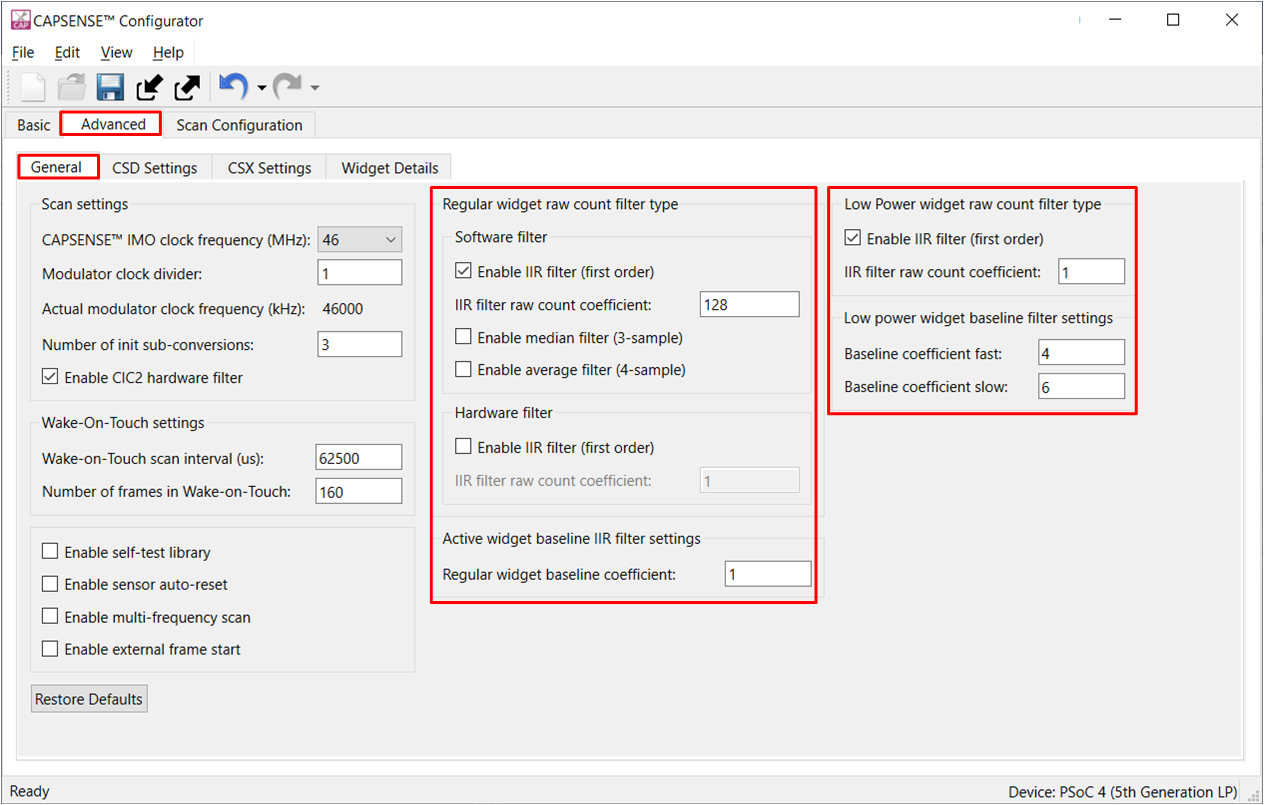 CAPSENSE™ Configurator
File Edit View Help
Basic Advanced Scan Configuration
General CSD Settings CSX Settings Widget Details
Scan settings
CAPSENSE™ IMO clock frequency (MHz): 46
Modulator clock divider: 1
Actual modulator clock frequency (kHz): 46000
Number of init sub-conversions: 3
Enable CIC2 hardware filter
Wake-On-Touch settings
Wake-on-Touch scan interval (us): 62500
Number of frames in Wake-on-Touch: 160
Enable self-test library
Enable sensor auto-reset
Enable multi-frequency scan
Enable external frame start
Restore Defaults
Regular widget raw count filter type
Software filter
Enable IIR filter (first order)
IIR filter raw count coefficient: 128
Enable median filter (3-sample)
Enable average filter (4-sample)
Hardware filter
Enable IIR filter (first order)
IIR filter raw count coefficient: 1
Active widget baseline IIR filter settings
Regular widget baseline coefficient: 1
Low Power widget raw count filter type
Enable IIR filter (first order)
IIR filter raw count coefficient: 1
Low power widget baseline filter settings
Baseline coefficient fast: 4
Baseline coefficient slow: 6
Ready Device: PSoC 4 (5th Generation LP)